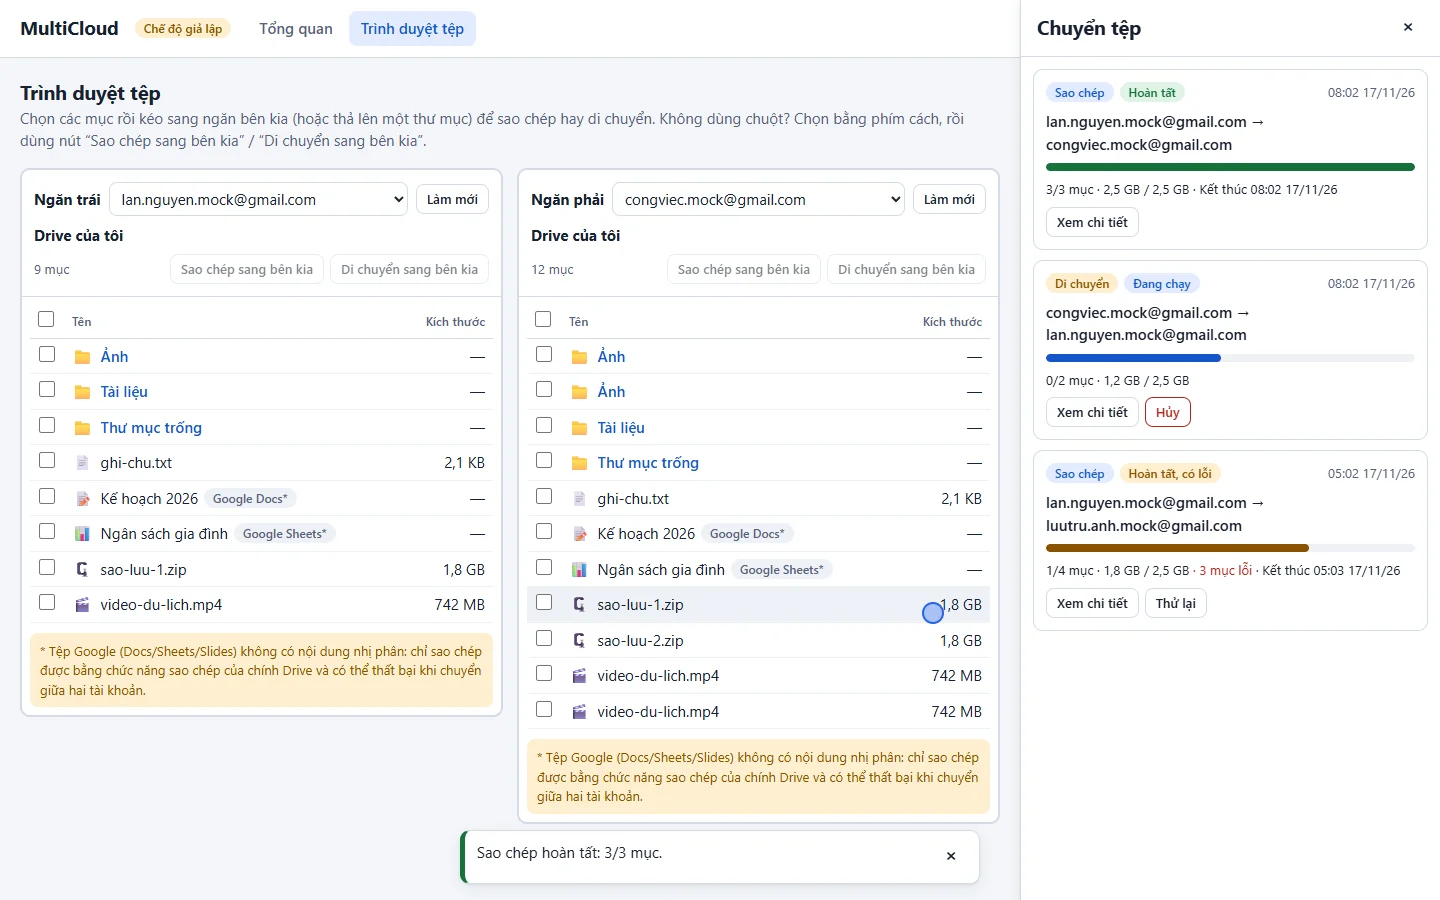 MultiCloud
Chế độ giả lập
Tổng quan
Trình duyệt tệp
Trình duyệt tệp
Chọn các mục rồi kéo sang ngăn bên kia (hoặc thả lên một thư mục) để sao chép hay di chuyển. Không dùng chuột? Chọn bằng phím cách, rồi
dùng nút “Sao chép sang bên kia” / “Di chuyển sang bên kia”.
Ngăn trái
lan.nguyen.mock@gmail.com
Làm mới
Drive của tôi
9 mục
Sao chép sang bên kia
Di chuyển sang bên kia
Tên
Kích thước
Ảnh —
Tài liệu —
Thư mục trống —
ghi-chu.txt 2,1 KB
Kế hoạch 2026 Google Docs* —
Ngân sách gia đình Google Sheets* —
sao-luu-1.zip 1,8 GB
video-du-lich.mp4 742 MB
* Tệp Google (Docs/Sheets/Slides) không có nội dung nhị phân: chỉ sao chép
được bằng chức năng sao chép của chính Drive và có thể thất bại khi chuyển
giữa hai tài khoản.
Ngăn phải
congviec.mock@gmail.com
Làm mới
Drive của tôi
12 mục
Sao chép sang bên kia
Di chuyển sang bên kia
Tên
Kích thước
Ảnh —
Ảnh —
Tài liệu —
Thư mục trống —
ghi-chu.txt 2,1 KB
Kế hoạch 2026 Google Docs* —
Ngân sách gia đình Google Sheets* —
sao-luu-1.zip 1,8 GB
sao-luu-2.zip 1,8 GB
video-du-lich.mp4 742 MB
video-du-lich.mp4 742 MB
* Tệp Google (Docs/Sheets/Slides) không có nội dung nhị phân: chỉ sao chép
được bằng chức năng sao chép của chính Drive và có thể thất bại khi chuyển
giữa hai tài khoản.
Sao chép hoàn tất: 3/3 mục.
×
Chuyển tệp
×
Sao chép Hoàn tất 08:02 17/11/26
lan.nguyen.mock@gmail.com →
congviec.mock@gmail.com
3/3 mục · 2,5 GB / 2,5 GB · Kết thúc 08:02 17/11/26
Xem chi tiết
Di chuyển Đang chạy 08:02 17/11/26
congviec.mock@gmail.com →
lan.nguyen.mock@gmail.com
0/2 mục · 1,2 GB / 2,5 GB
Xem chi tiết Hủy
Sao chép Hoàn tất, có lỗi 05:02 17/11/26
lan.nguyen.mock@gmail.com →
luutru.anh.mock@gmail.com
1/4 mục · 1,8 GB / 2,5 GB · 3 mục lỗi · Kết thúc 05:03 17/11/26
Xem chi tiết Thử lại